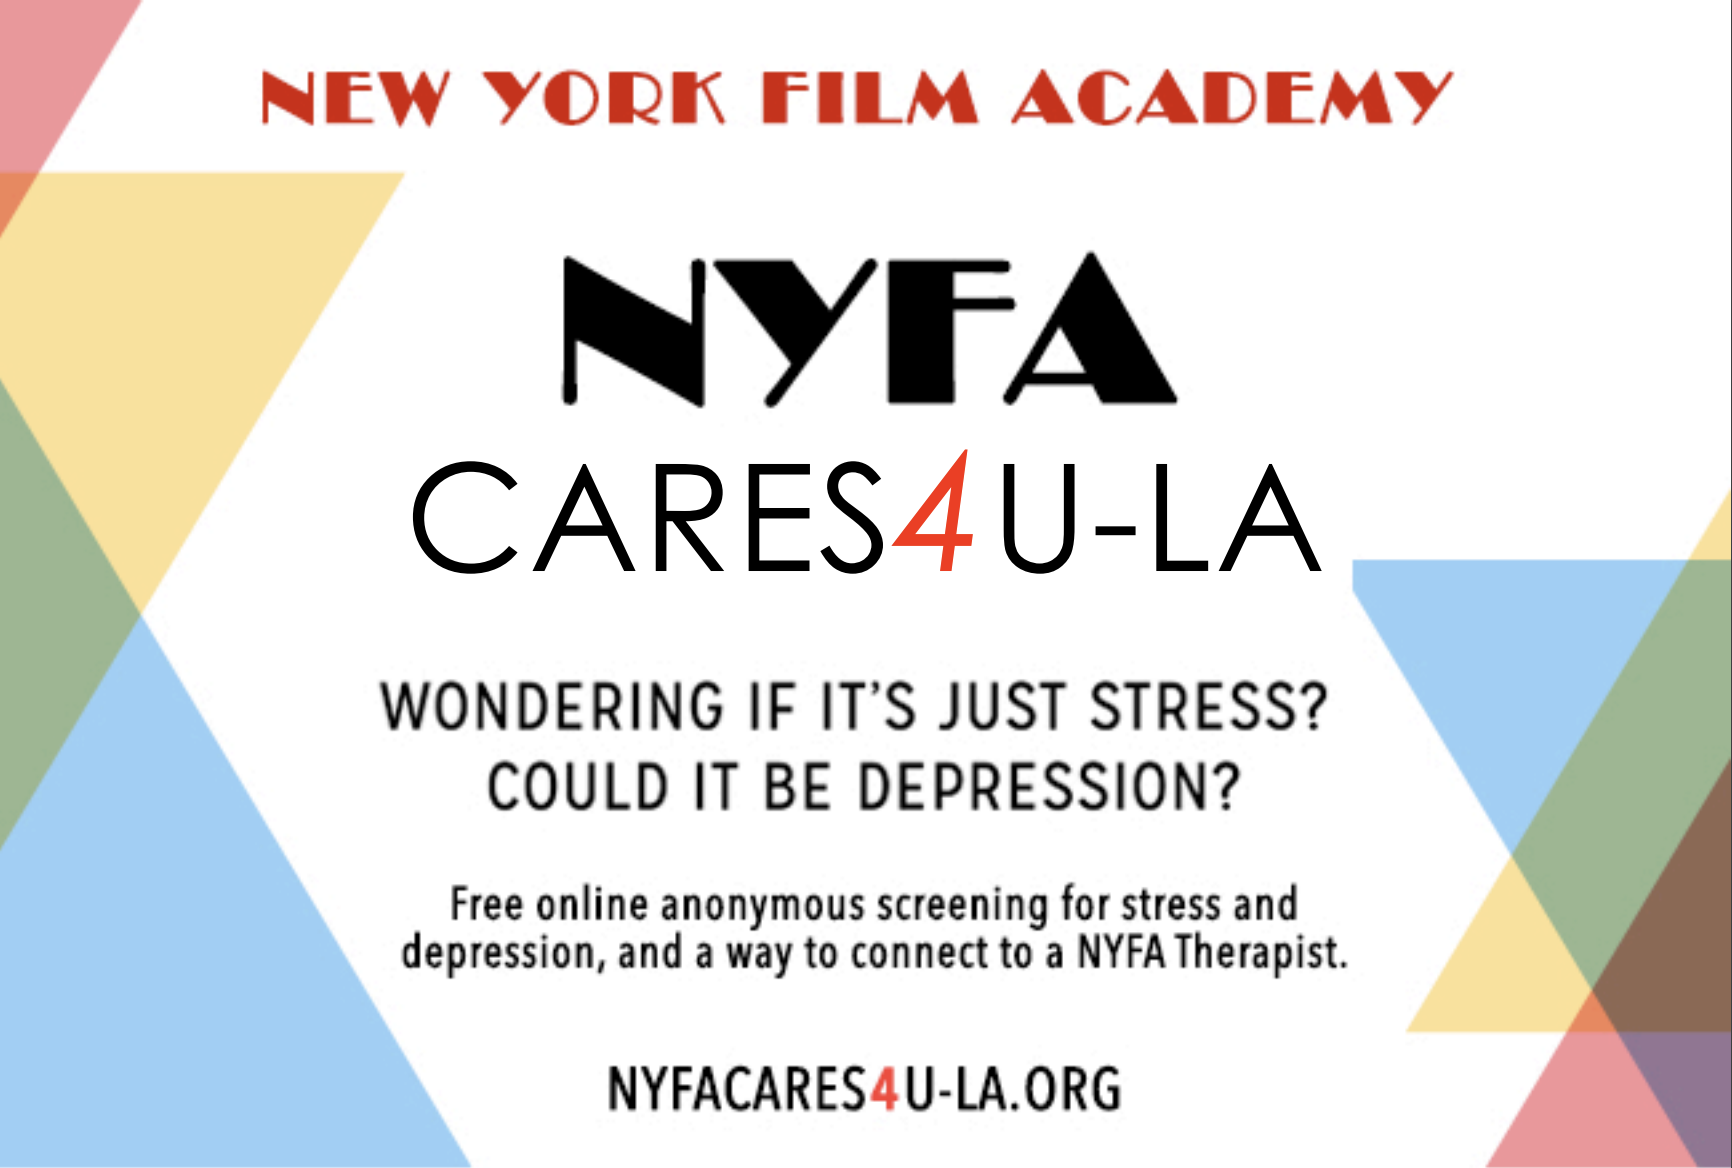 NEW YORK FILM ACADEMY
NYFA
CARES4U-LA
WONDERING IF IT'S JUST STRESS?
COULD IT BE DEPRESSION?
Free online anonymous screening for stress and
depression, and a way to connect to a NYFA Therapist.
NYFACARES4U-LA.ORG